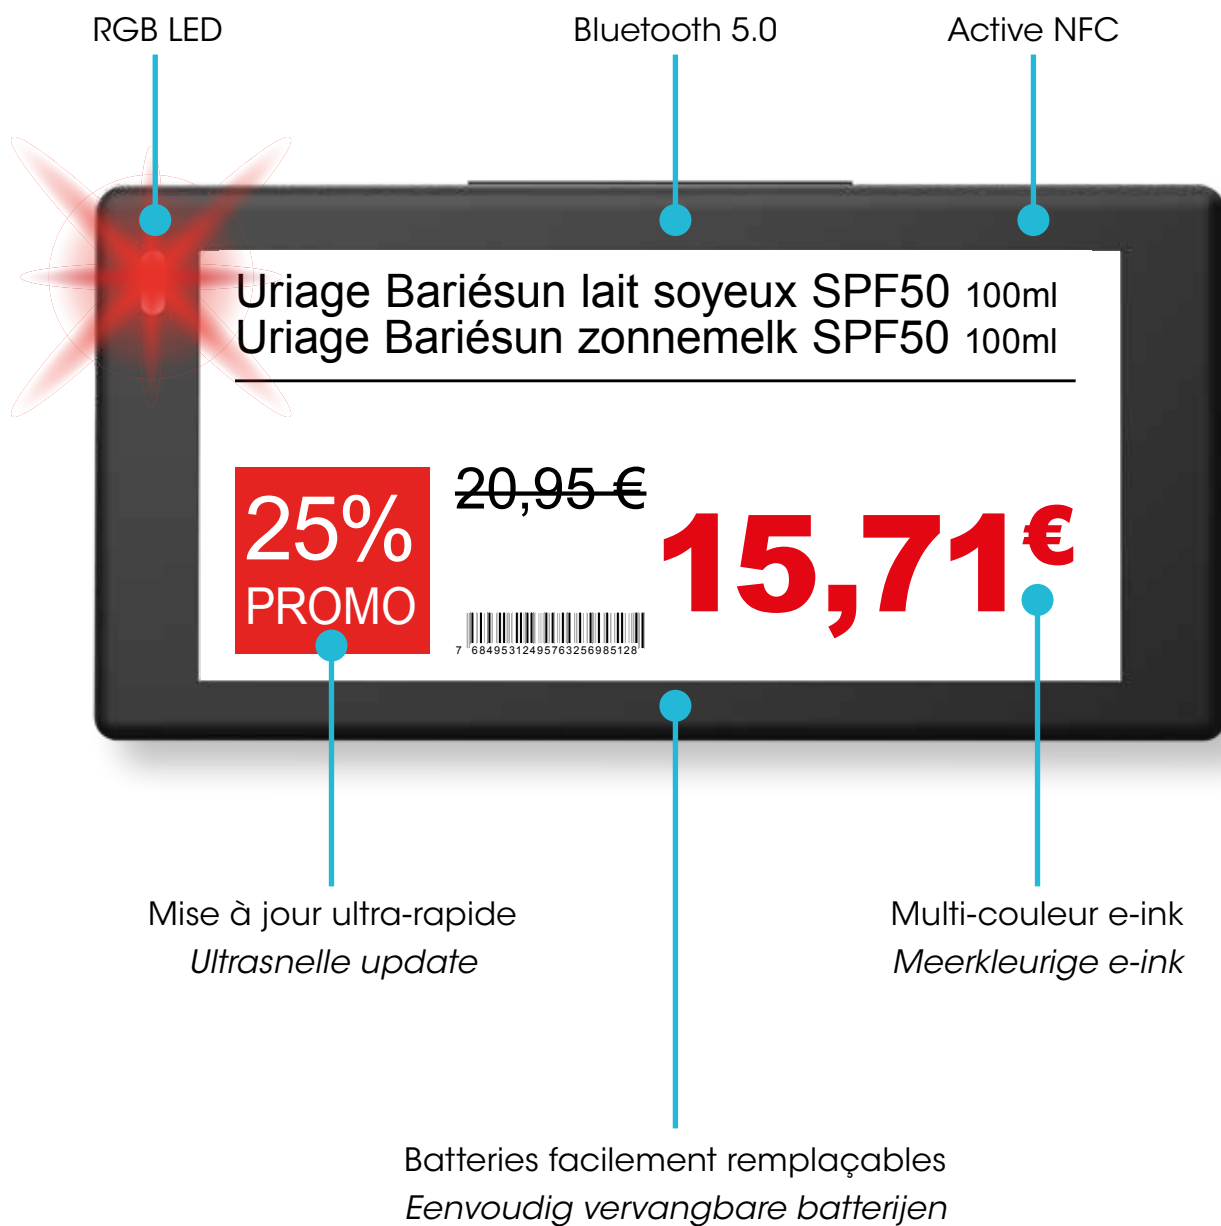 RGB LED
Bluetooth 5.0
Active NFC
Uriage Bariésun lait soyeux SPF50 100ml
Uriage Bariésun zonnemelk SPF50 100ml
25%
PROMO
20,95 €
15,71€
7 68495312495763256985128
Mise à jour ultra-rapide
Ultrasnelle update
Multi-couleur e-ink
Meerkleurige e-ink
Batteries facilement remplaçables
Eenvoudig vervangbare batterijen